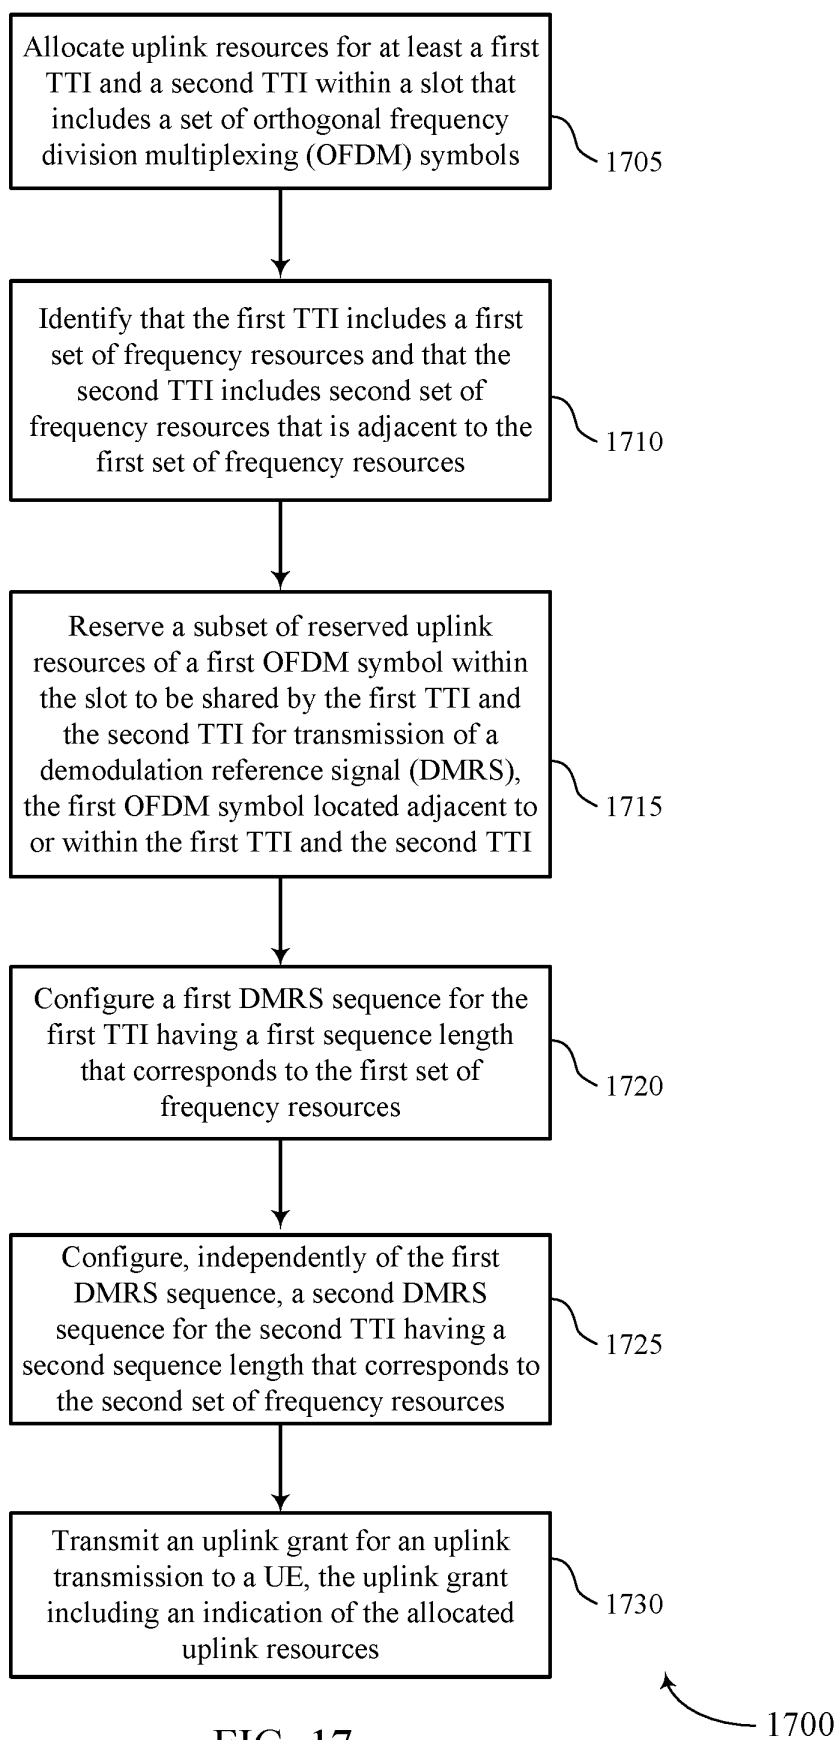 Allocate uplink resources for at least a first
TTI and a second TTI within a slot that
includes a set of orthogonal frequency
division multiplexing (OFDM) symbols
1705
Identify that the first TTI includes a first
set of frequency resources and that the
second TTI includes second set of
frequency resources that is adjacent to the
first set of frequency resources
1710
Reserve a subset of reserved uplink
resources of a first OFDM symbol within
the slot to be shared by the first TTI and
the second TTI for transmission of a
demodulation reference signal (DMRS),
the first OFDM symbol located adjacent to
or within the first TTI and the second TTI
1715
Configure a first DMRS sequence for the
first TTI having a first sequence length
that corresponds to the first set of
frequency resources
1720
Configure, independently of the first
DMRS sequence, a second DMRS
sequence for the second TTI having a
second sequence length that corresponds to
the second set of frequency resources
1725
Transmit an uplink grant for an uplink
transmission to a UE, the uplink grant
including an indication of the allocated
uplink resources
1730
1700
FIG. 17